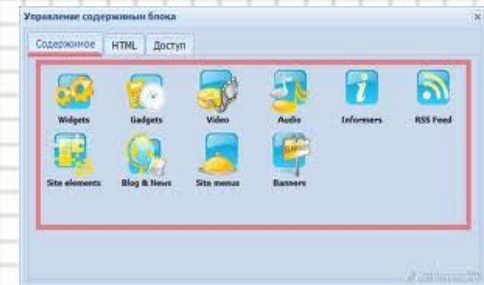 Управление содержиным блока
Содержимое HTML Доступ
Widgets Gadgets Video Audio Informers RSS Feed
Site elements Blog & News Site menus Banners